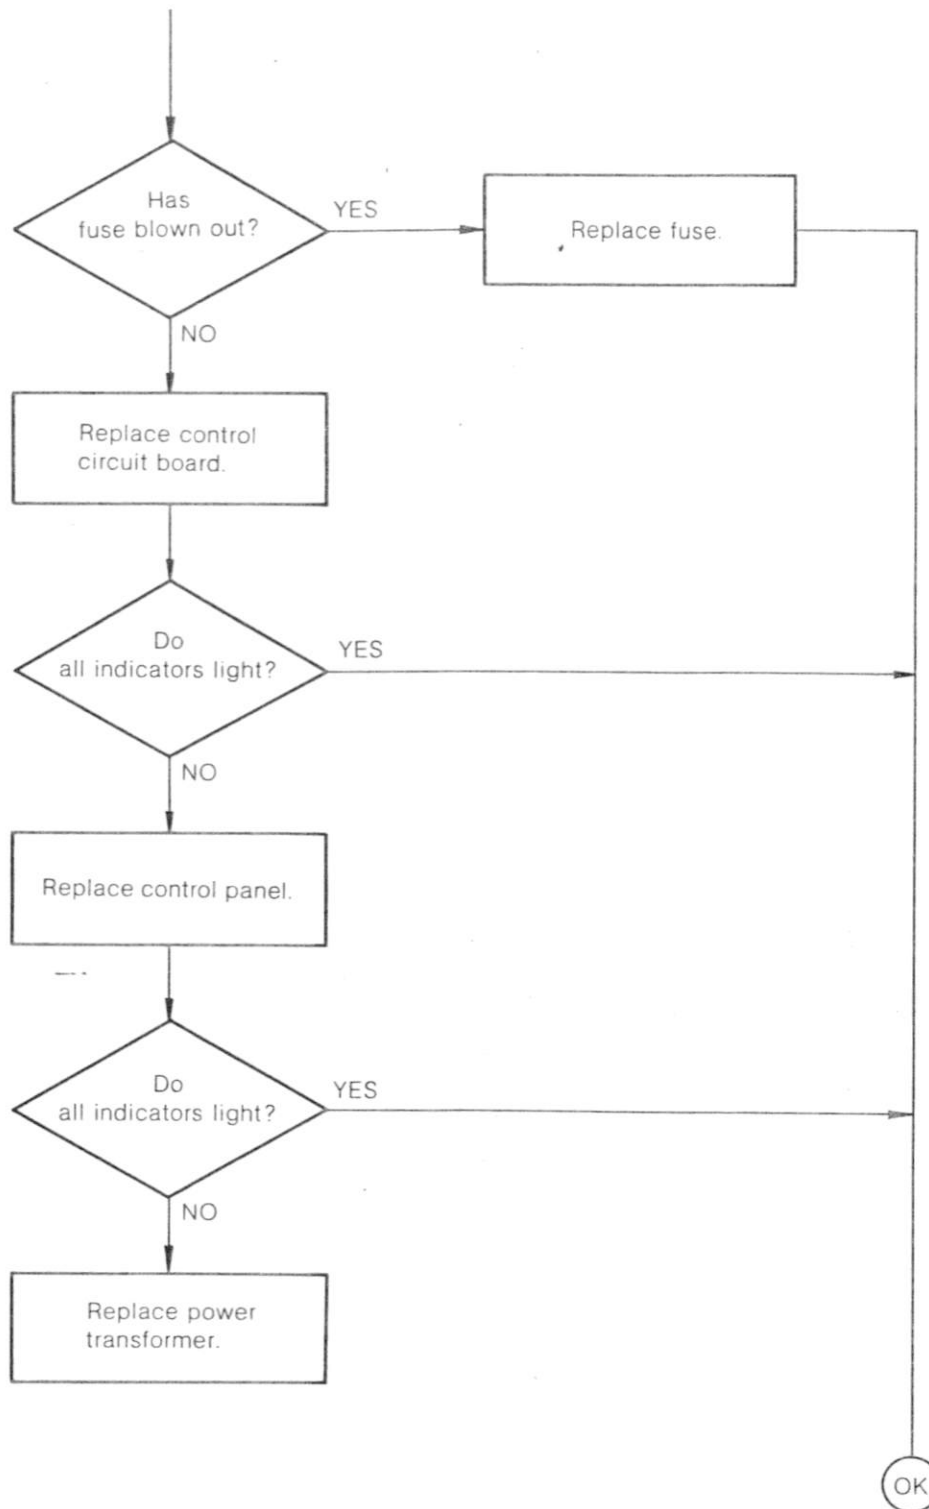 Has
fuse blown out?
YES
Replace fuse.
NO
Replace control
circuit board.
Do
all indicators light?
YES
NO
Replace control panel.
Do
all indicators light?
YES
NO
Replace power
transformer.
OK